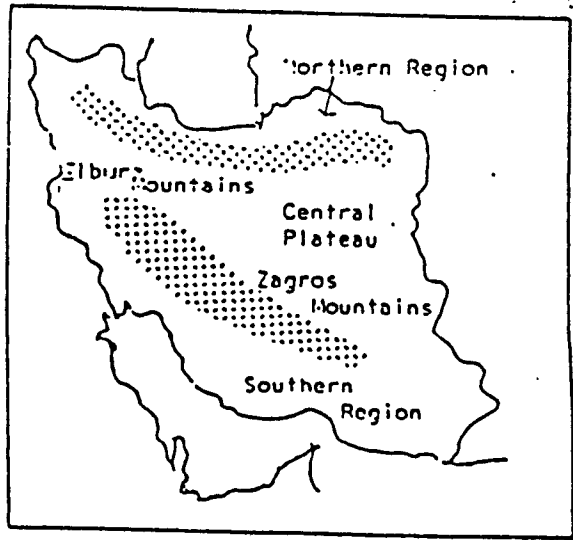 Northern Region
Elburz
Mountains
Central
Plateau
Zagros
Mountains
Southern
Region